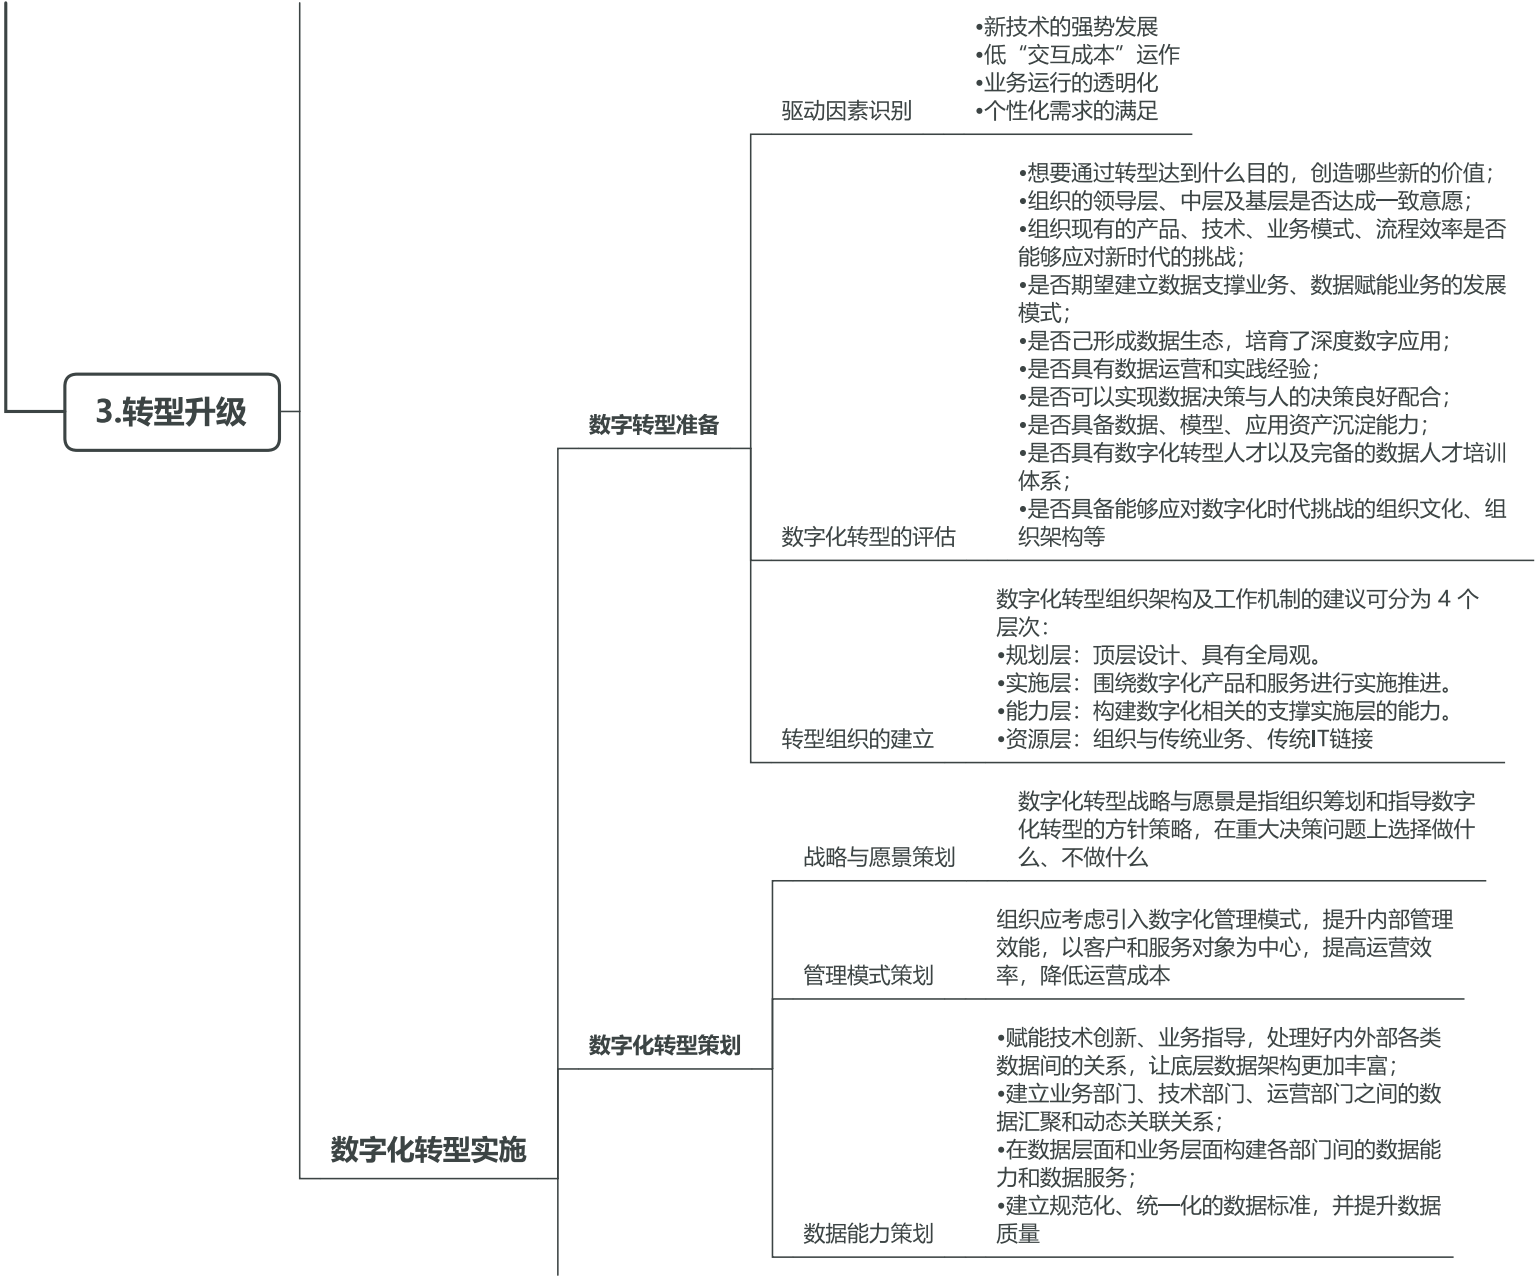 •新技术的强势发展
•低“交互成本”运作
•业务运行的透明化
驱动因素识别
•个性化需求的满足
•想要通过转型达到什么目的，创造哪些新的价值；
•组织的领导层、中层及基层是否达成一致意愿；
•组织现有的产品、技术、业务模式、流程效率是否
能够应对新时代的挑战；
•是否期望建立数据支撑业务、数据赋能业务的发展
模式；
•是否己形成数据生态，培育了深度数字应用；
•是否具有数据运营和实践经验；
•是否可以实现数据决策与人的决策良好配合；
•是否具备数据、模型、应用资产沉淀能力；
•是否具有数字化转型人才以及完备的数据人才培训
体系；
•是否具备能够应对数字化时代挑战的组织文化、组
数字化转型的评估
织架构等
3.转型升级
数字转型准备
数字化转型组织架构及工作机制的建议可分为 4 个
层次：
•规划层：顶层设计、具有全局观。
•实施层：围绕数字化产品和服务进行实施推进。
•能力层：构建数字化相关的支撑实施层的能力。
转型组织的建立
•资源层：组织与传统业务、传统IT链接
数字化转型战略与愿景是指组织筹划和指导数字
化转型的方针策略，在重大决策问题上选择做什
战略与愿景策划
么、不做什么
组织应考虑引入数字化管理模式，提升内部管理
效能，以客户和服务对象为中心，提高运营效
管理模式策划
率，降低运营成本
数字化转型策划
•赋能技术创新、业务指导，处理好内外部各类
数据间的关系，让底层数据架构更加丰富；
•建立业务部门、技术部门、运营部门之间的数
据汇聚和动态关联关系；
•在数据层面和业务层面构建各部门间的数据能
力和数据服务；
•建立规范化、统一化的数据标准，并提升数据
数据能力策划
质量
数字化转型实施